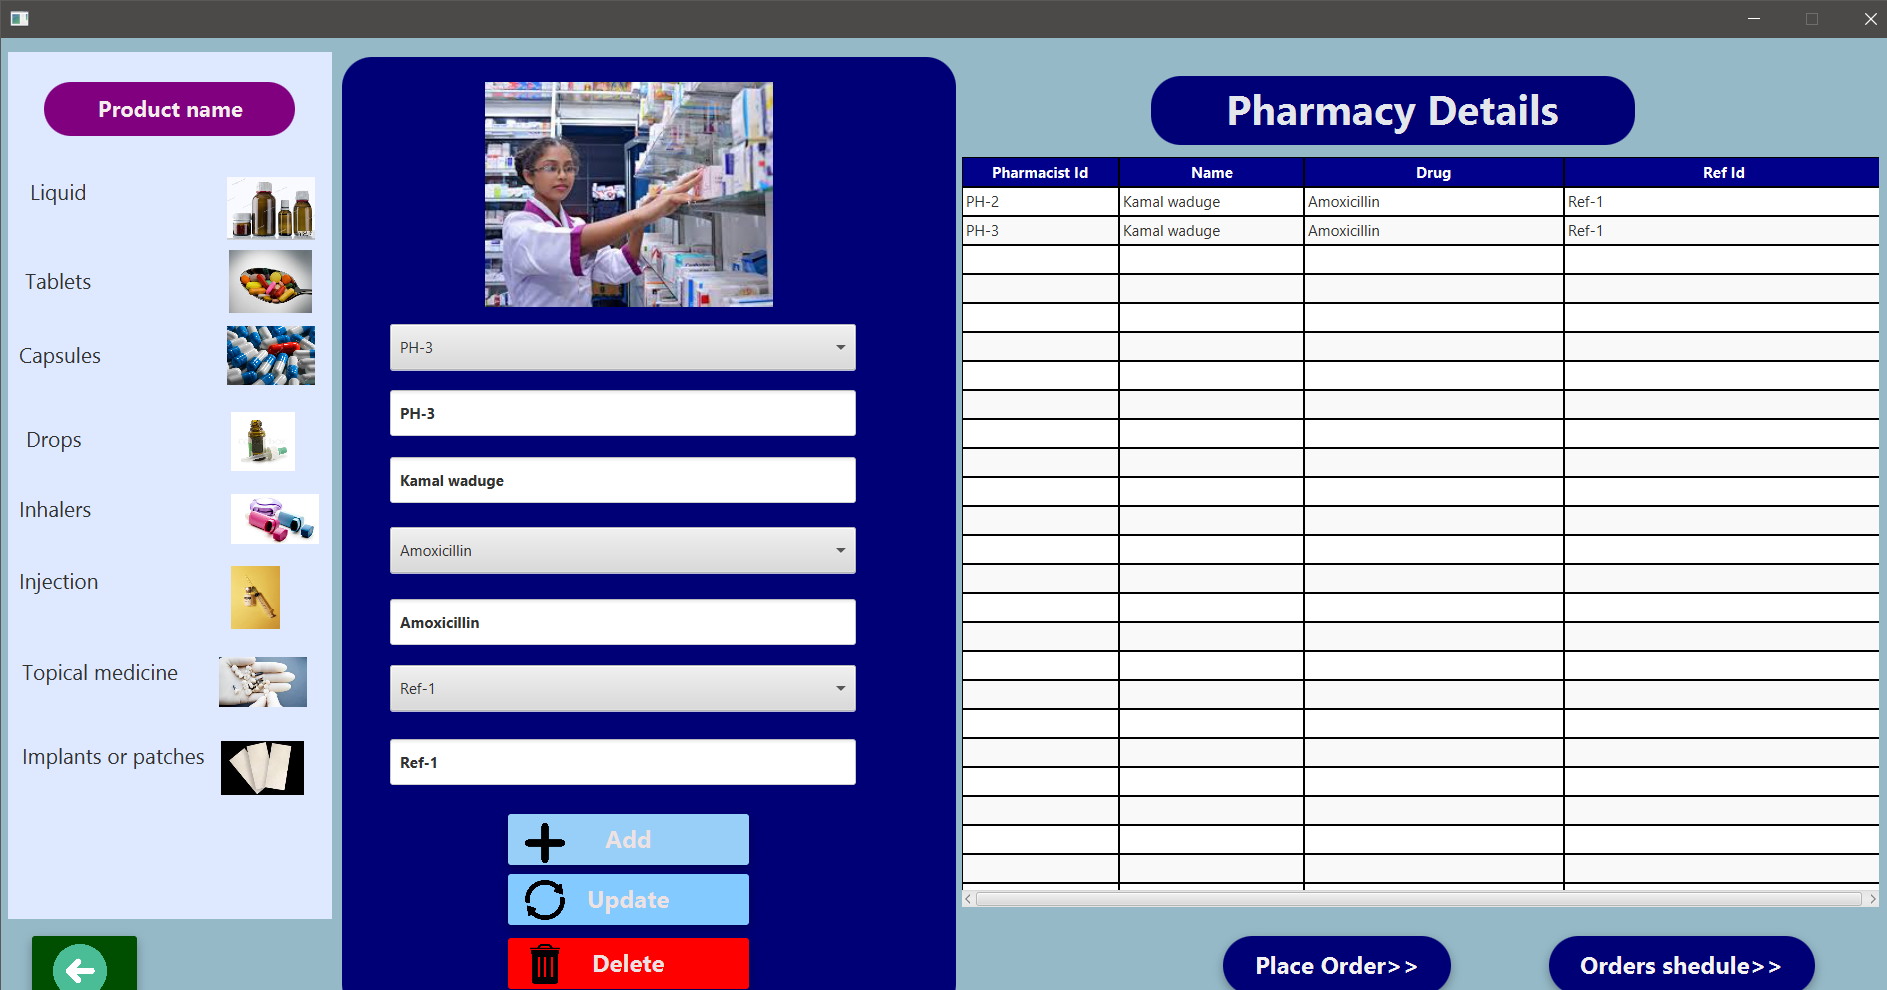 Product name
Liquid
Tablets
Capsules
Drops
Inhalers
Injection
Topical medicine
Implants or patches
PH-3
PH-3
Kamal waduge
Amoxicillin
Amoxicillin
Ref-1
Ref-1
Add
Update
Delete
Pharmacy Details
Pharmacist Id Name Drug Ref Id
PH-2 Kamal waduge Amoxicillin Ref-1
PH-3 Kamal waduge Amoxicillin Ref-1
Place Order>> Orders shedule>>